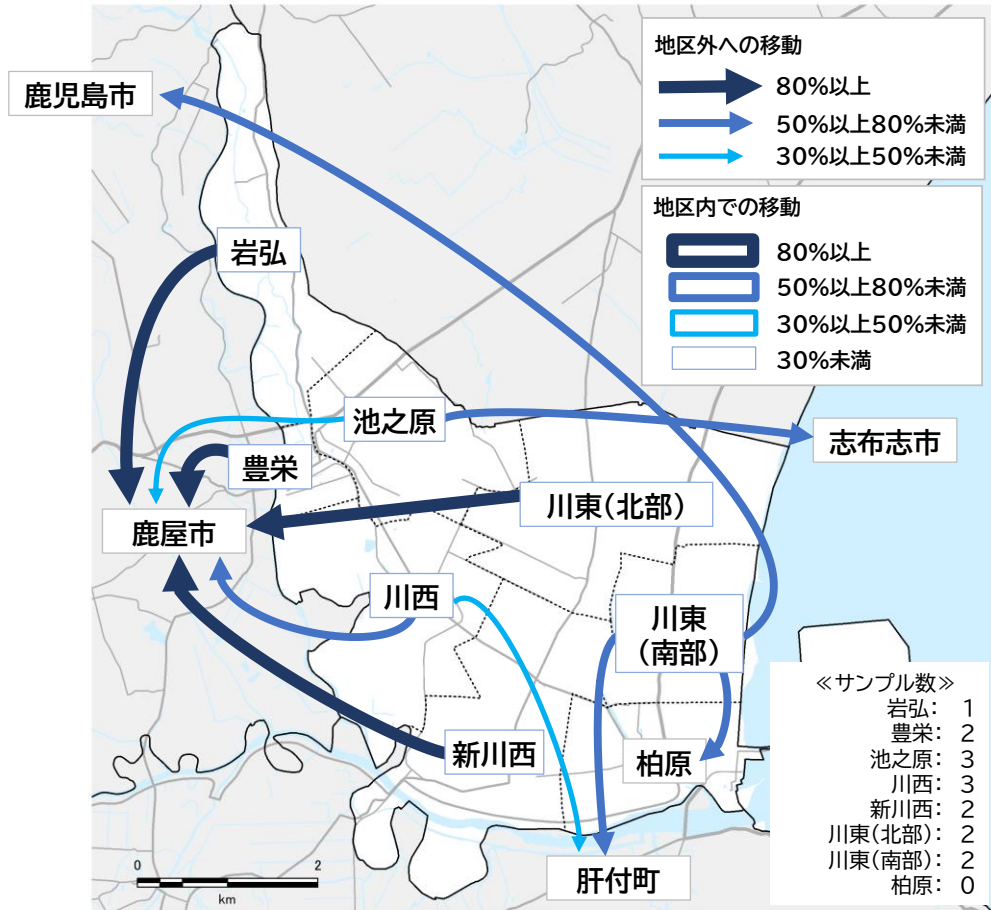 地区外への移動
80%以上
50%以上80%未満
30%以上50%未満
地区内での移動
80%以上
50%以上80%未満
30%以上50%未満
30%未満
鹿児島市
岩弘
池之原
志布志市
豊栄
川東(北部)
鹿屋市
川西
川東
(南部)
新川西
柏原
肝付町
0 2
km
≪サンプル数≫
岩弘： 1
豊栄： 2
池之原： 3
川西： 3
新川西： 2
川東(北部)： 2
川東(南部)： 2
柏原： 0